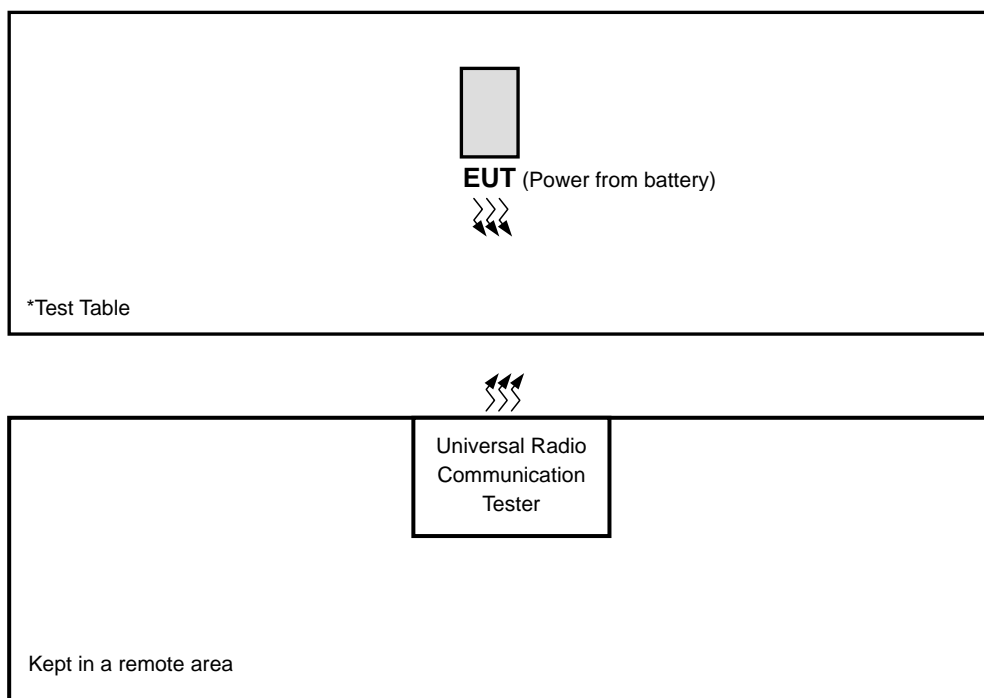 EUT (Power from battery)
*Test Table
Universal Radio
Communication
Tester
Kept in a remote area